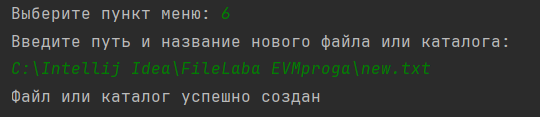 Выберите пункт меню: 6
Введите путь и название нового файла или каталога:
C:\Intellij Idea\FileLaba EVMproga\new.txt
Файл или каталог успешно создан